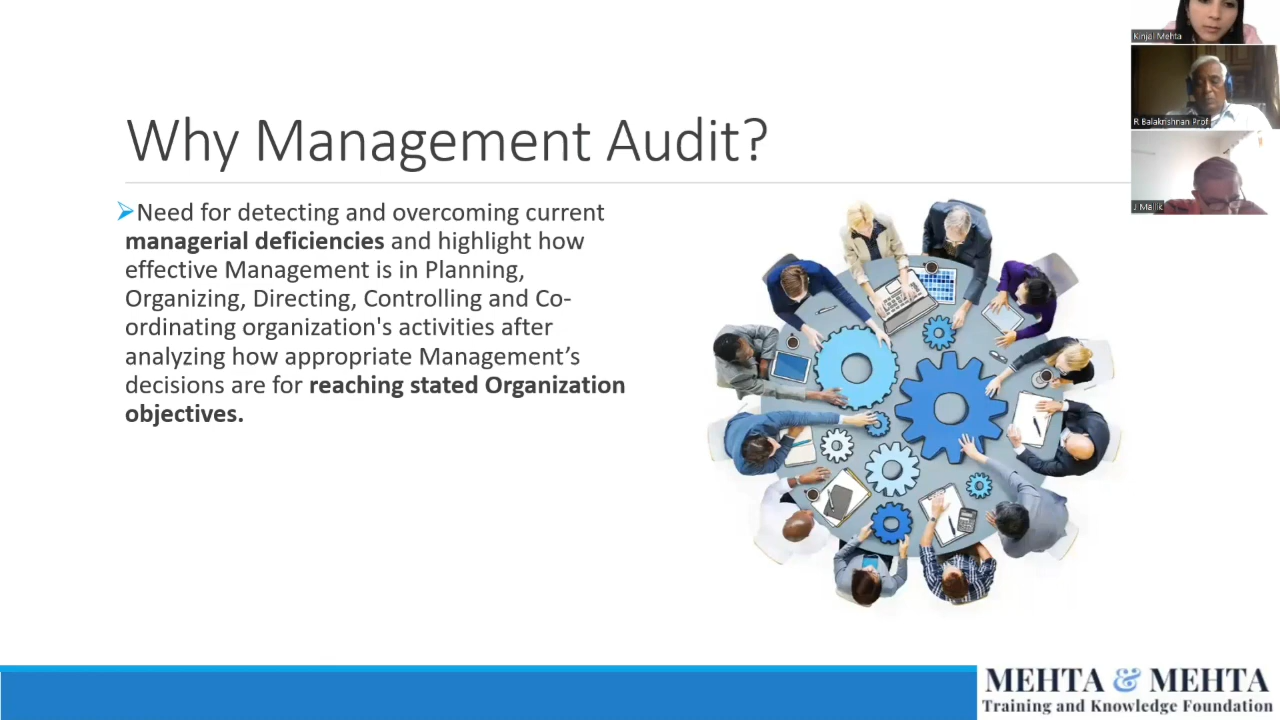 Why Management Audit?
Need for detecting and overcoming current
managerial deficiencies and highlight how
effective Management is in Planning,
Organizing, Directing, Controlling and Co-
ordinating organization's activities after
analyzing how appropriate Management’s
decisions are for reaching stated Organization
objectives.
Kinjal Mehta
R Balakrishnan Prof
J Mallik
MEHTA & MEHTA
Training and Knowledge Foundation